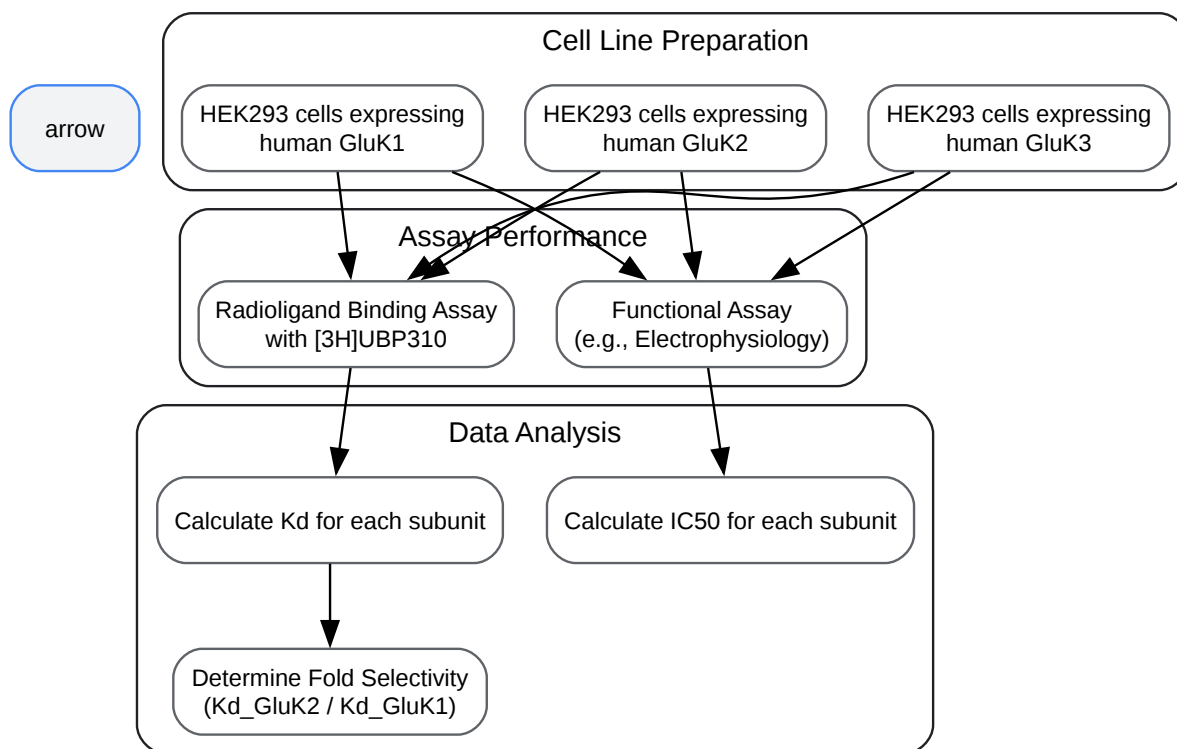 Cell Line Preparation
arrow
HEK293 cells expressing
human GluK1
HEK293 cells expressing
human GluK2
HEK293 cells expressing
human GluK3
Assay Performance
Radioligand Binding Assay
with [3H]UBP310
Functional Assay
(e.g., Electrophysiology)
Data Analysis
Calculate Kd for each subunit
Calculate IC50 for each subunit
Determine Fold Selectivity
(Kd_GluK2 / Kd_GluK1)